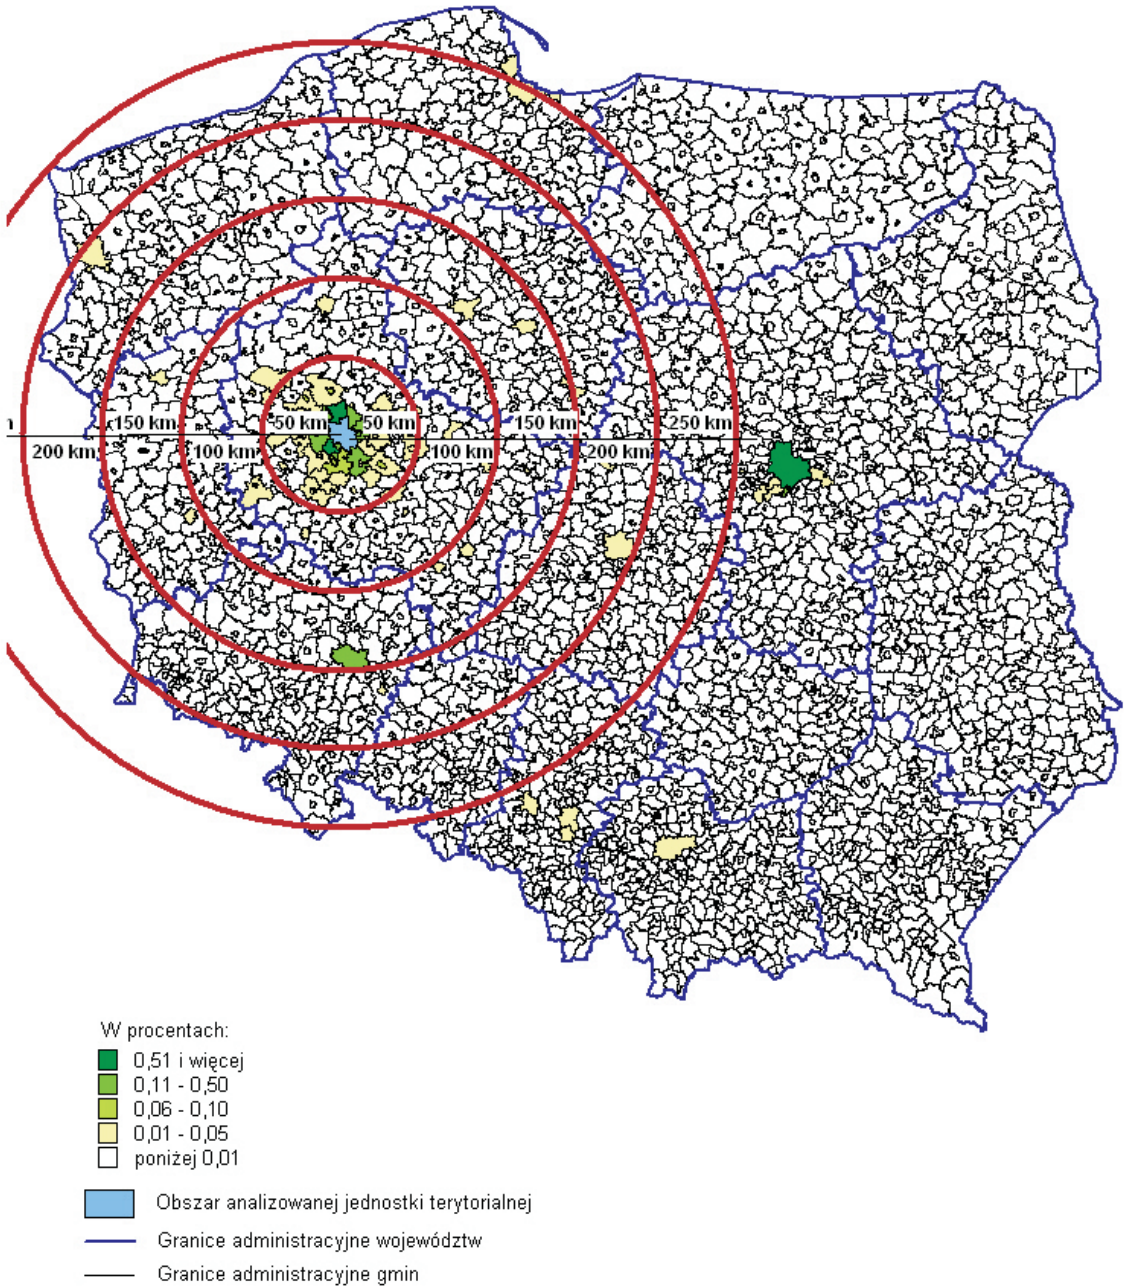 150 km
50 km
50 km
150 km
250 km
200 km
100 km
100 km
200 km
W procentach:
0,51 i więcej
0,11 - 0,50
0,06 - 0,10
0,01 - 0,05
poniżej 0,01
Obszar analizowanej jednostki terytorialnej
Granice administracyjne województw
Granice administracyjne gmin